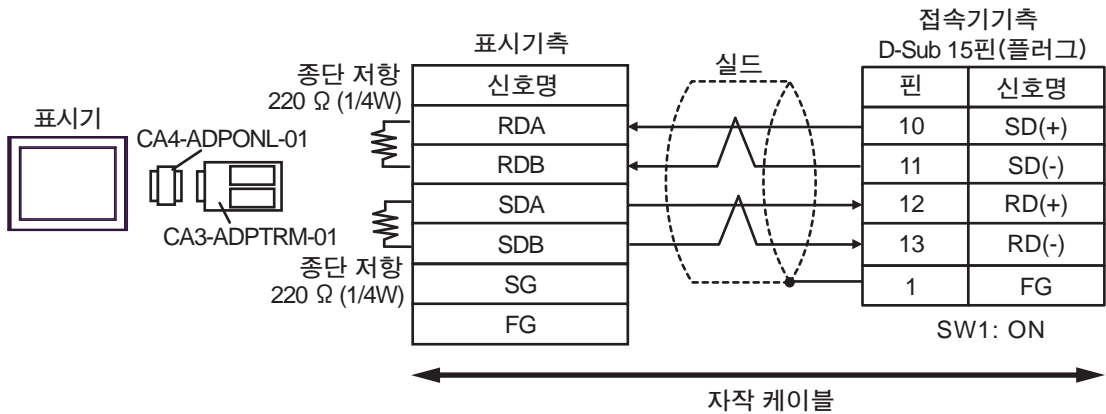 표시기
CA4-ADPONL-01
CA3-ADPTRM-01
종단 저항
220 Ω (1/4W)
종단 저항
220 Ω (1/4W)
표시기측
신호명
RDA
RDB
SDA
SDB
SG
FG
실드
접속기기측
D-Sub 15핀(플러그)
핀 신호명
10 SD(+)
11 SD(-)
12 RD(+)
13 RD(-)
1 FG
SW1: ON
자작 케이블